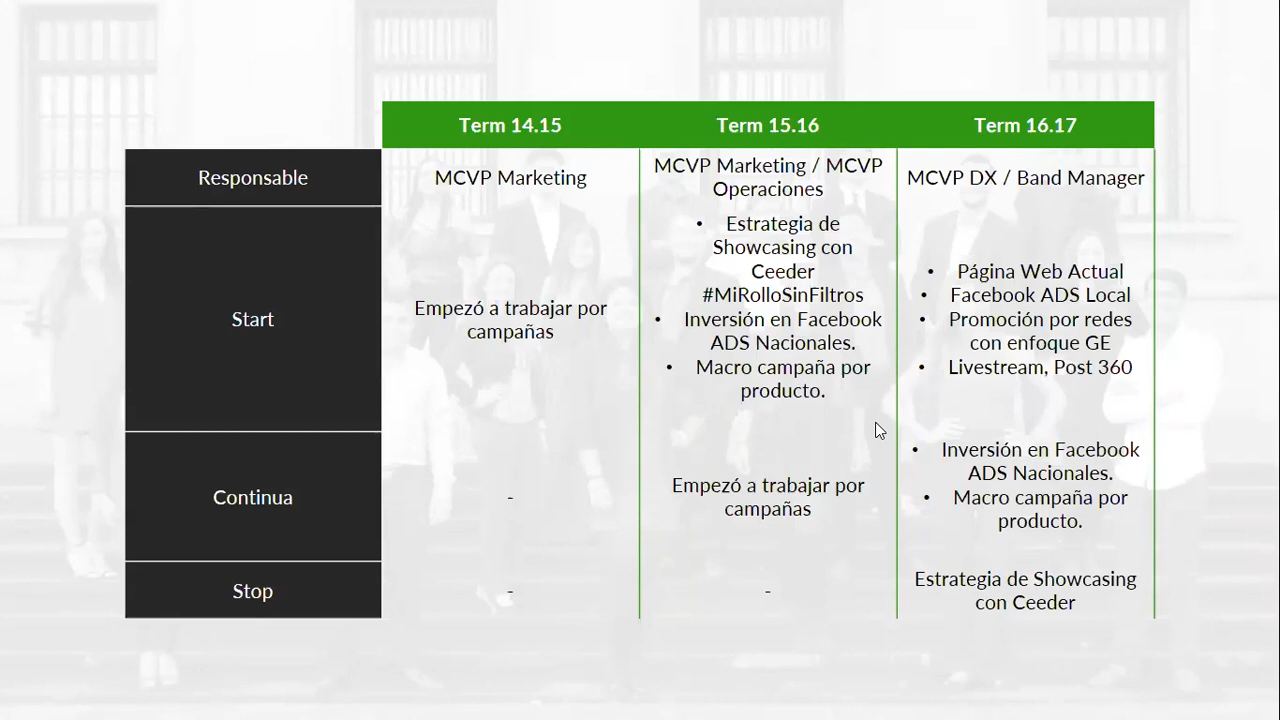 Term 14.15
Term 15.16
Term 16.17
Responsable
MCVP Marketing
MCVP Marketing / MCVP
Operaciones
MCVP DX / Band Manager
Start
Empezó a trabajar por
campañas
• Estrategia de
Showcasing con
Ceeder
#MiRolloSinFiltros
• Inversión en Facebook
ADS Nacionales.
• Macro campaña por
producto.
• Página Web Actual
• Facebook ADS Local
• Promoción por redes
con enfoque GE
• Livestream, Post 360
Continua
-
Empezó a trabajar por
campañas
• Inversión en Facebook
ADS Nacionales.
• Macro campaña por
producto.
Stop
-
-
Estrategia de Showcasing
con Ceeder